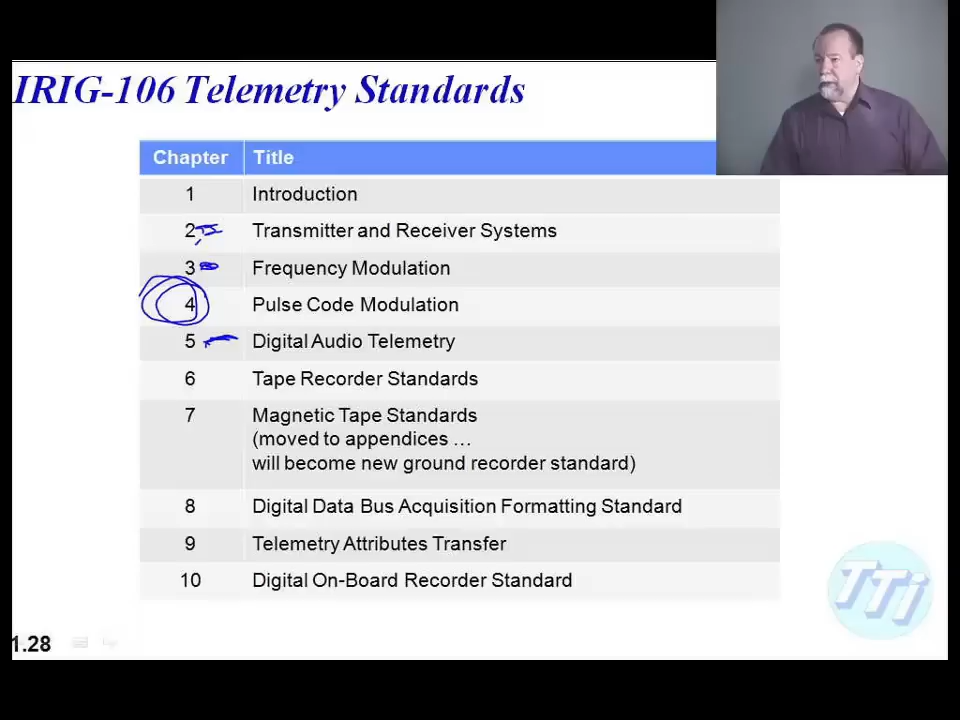 IRIG-106 Telemetry Standards
Chapter Title
1 Introduction
2 Transmitter and Receiver Systems
3 Frequency Modulation
4 Pulse Code Modulation
5 Digital Audio Telemetry
6 Tape Recorder Standards
7 Magnetic Tape Standards
(moved to appendices …
will become new ground recorder standard)
8 Digital Data Bus Acquisition Formatting Standard
9 Telemetry Attributes Transfer
10 Digital On-Board Recorder Standard
TTi
1.28